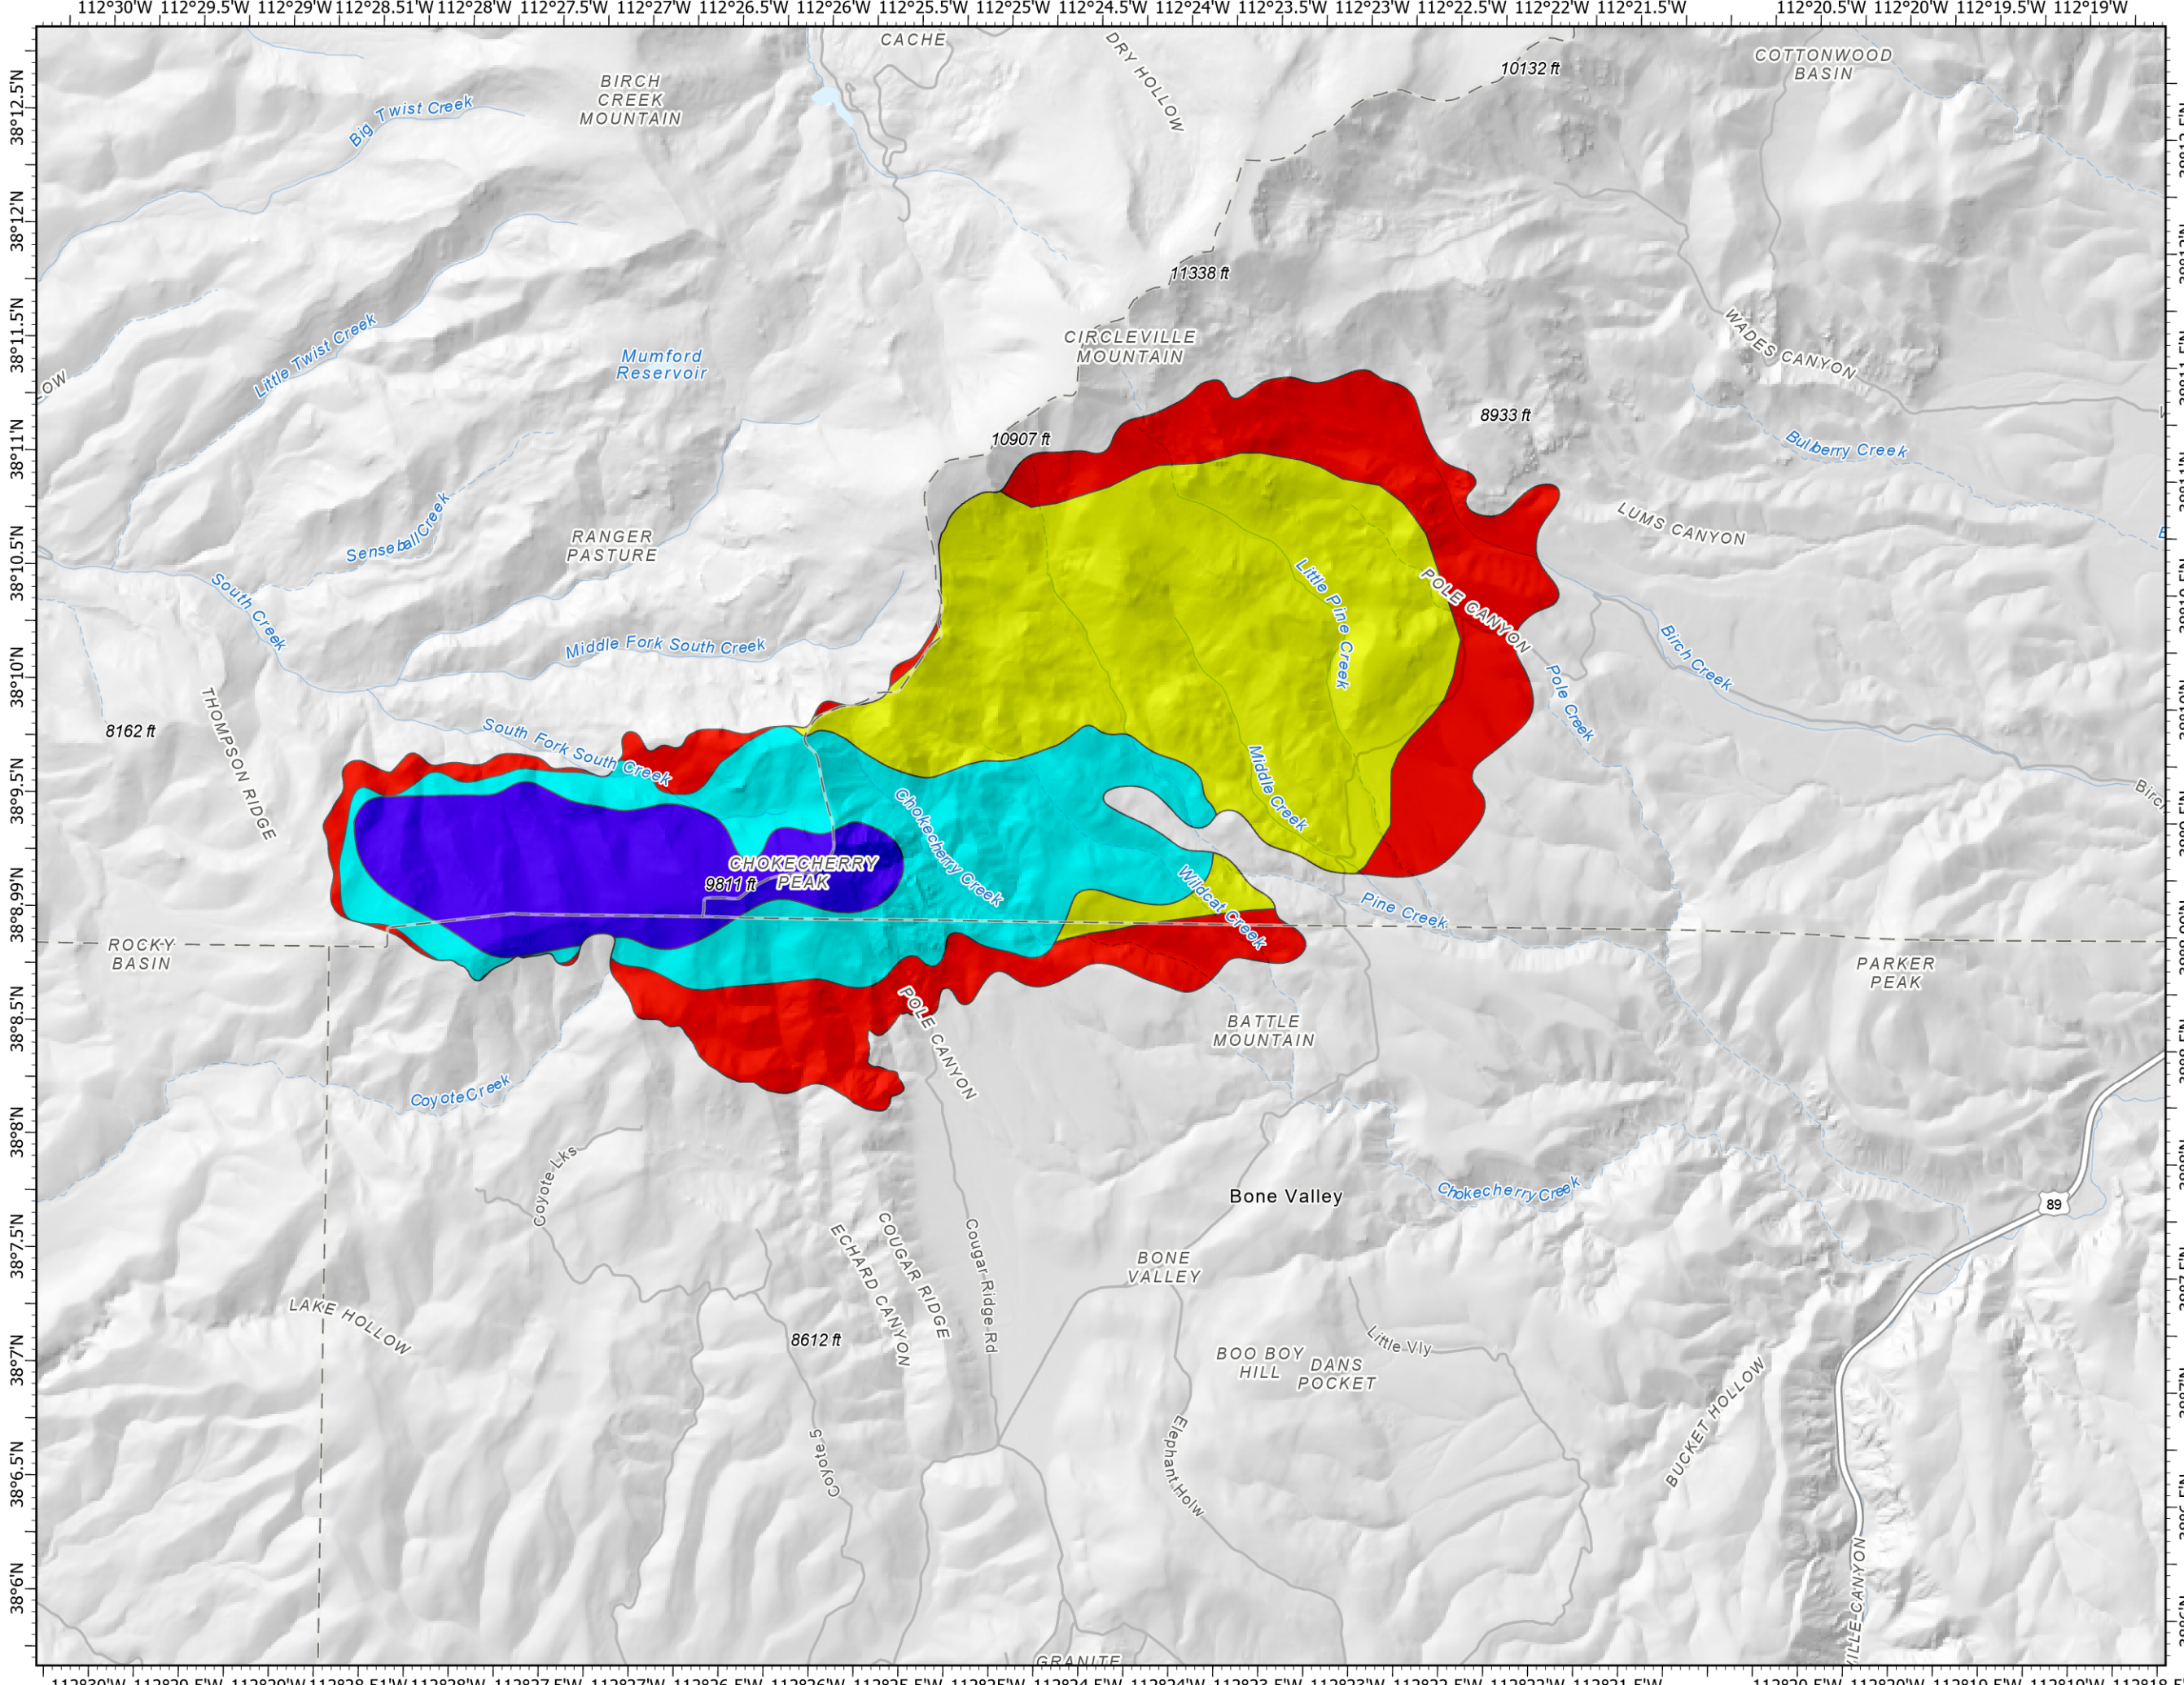 112°30'W 112°29.5'W 112°29'W 112°28.51'W 112°28'W 112°27.5'W 112°27'W 112°26.5'W 112°26'W 112°25.5'W 112°25'W 112°24.5'W 112°24'W 112°23.5'W 112°23'W 112°22.5'W 112°22'W 112°21.5'W 112°20.5'W 112°20'W 112°19.5'W 112°19'W
CACHE
DRY HOLLOW
COTTONWOOD
BASIN
10132 ft
BIRCH
CREEK
MOUNTAIN
Big Twist Creek
38°12.5'N
38°12'N
11338 ft
CIRCLEVILLE
MOUNTAIN
WADES CANYON
38°11.5'N
Little Twist Creek
Mumford
Reservoir
OW
8933 ft
10907 ft
Bulberry Creek
38°11'N
Senseball Creek
RANGER
PASTURE
LUMS CANYON
38°10.5'N
South Creek
Little Pine Creek
POLE CANYON
Birch Creek
Middle Fork South Creek
38°10'N
Pole Creek
THOMPSON RIDGE
8162 ft
South Fork South Creek
38°9.5'N
Middle Creek
Chokecherry Creek
Birch
CHOKECHERRY
PEAK
9811 ft
38°8.99'N
Wildcat Creek
Pine Creek
ROCKY
BASIN
PARKER
PEAK
38°8.5'N
POLE CANYON
BATTLE
MOUNTAIN
Coyote Creek
38°8'N
Coyote Lks
Bone Valley
Chokecherry Creek
89
38°7.5'N
ECHARD CANYON
COUGAR RIDGE
Cougar Ridge Rd
BONE
VALLEY
LAKE HOLLOW
8612 ft
Little Vly
38°7'N
BOO BOY
HILL
DANS
POCKET
BUCKET HOLLOW
38°6.5'N
Coyote 5
Elephant Holw
38°6'N
VILLE CANYON
GRANITE